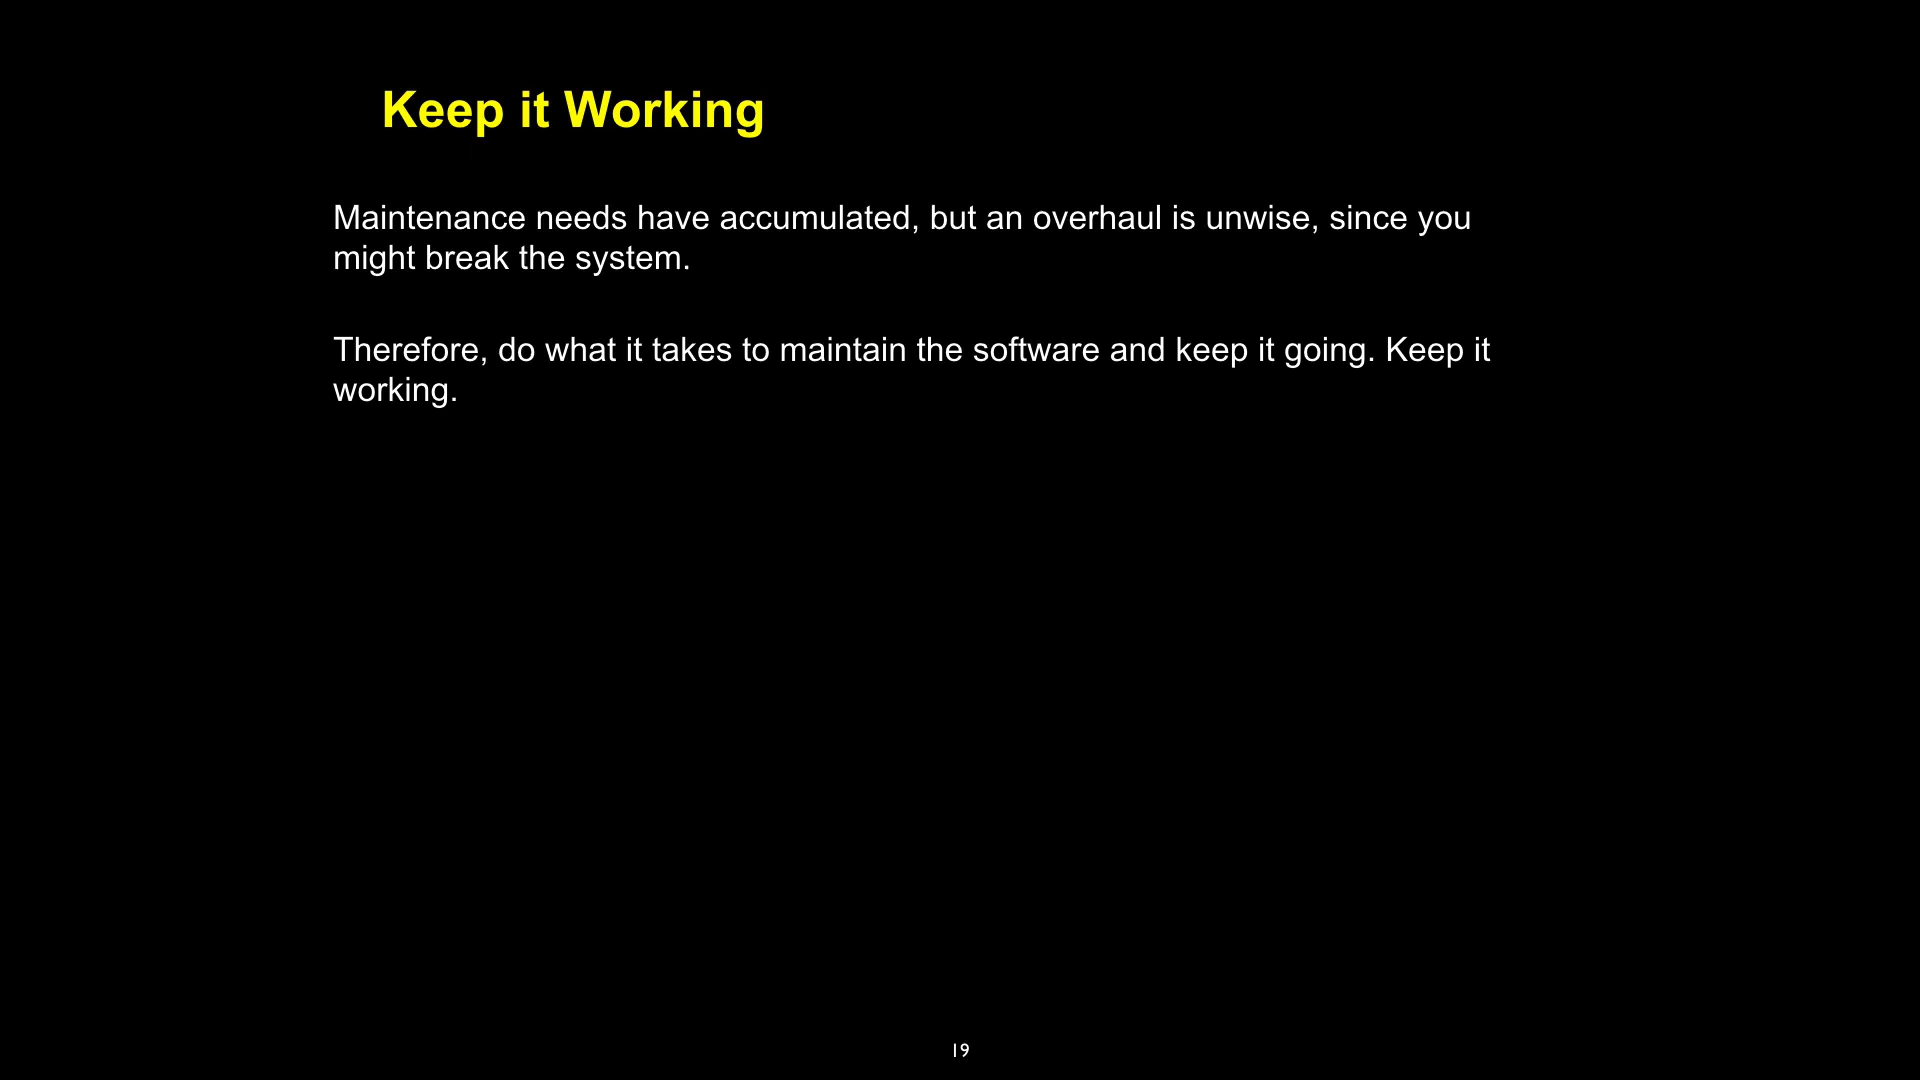 Keep it Working
Maintenance needs have accumulated, but an overhaul is unwise, since you
might break the system.
Therefore, do what it takes to maintain the software and keep it going. Keep it
working.
19